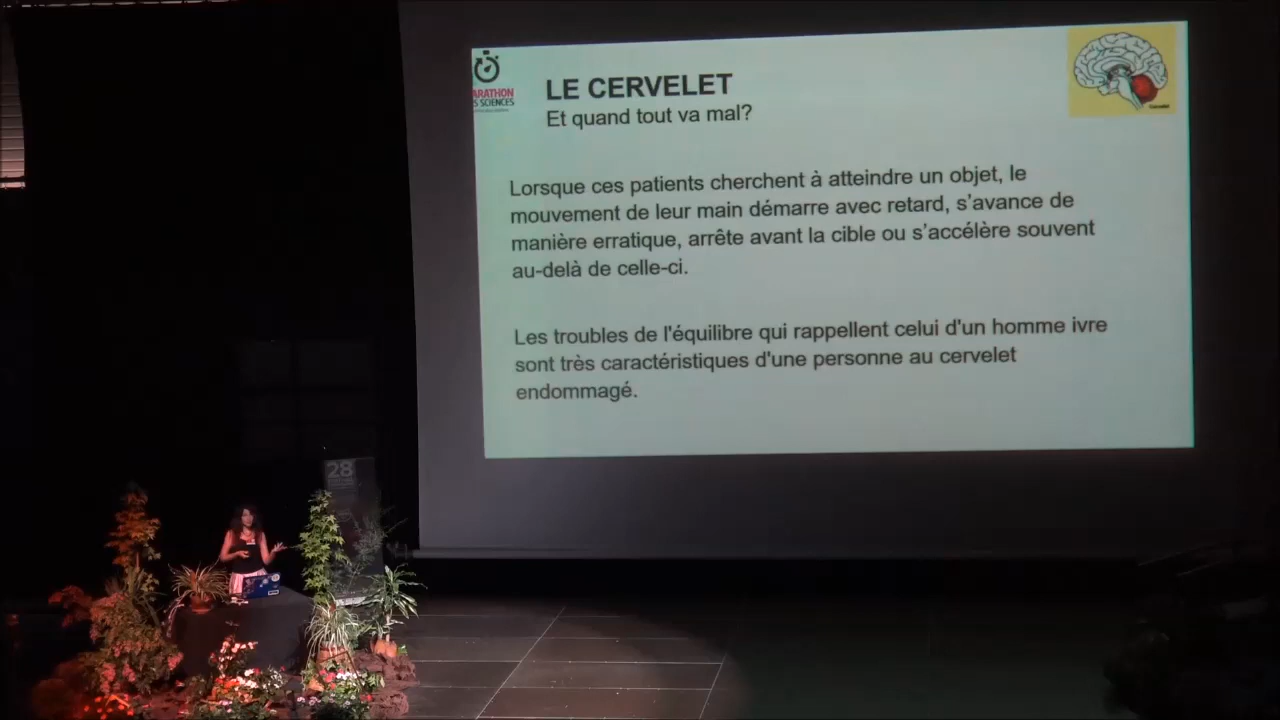 LE CERVELET
Et quand tout va mal?
ARATHON
S SCIENCES
Cervelet
Lorsque ces patients cherchent à atteindre un objet, le
mouvement de leur main démarre avec retard, s'avance de
manière erratique, arrête avant la cible ou s'accélère souvent
au-delà de celle-ci.
Les troubles de l'équilibre qui rappellent celui d'un homme ivre
sont très caractéristiques d'une personne au cervelet
endommagé.
28